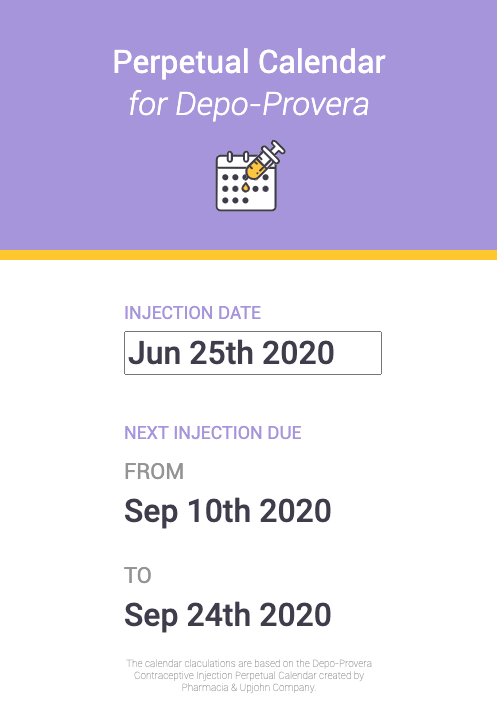 Perpetual Calendar
for Depo-Provera
INJECTION DATE
Jun 25th 2020
NEXT INJECTION DUE
FROM
Sep 10th 2020
TO
Sep 24th 2020
The calendar claculations are based on the Depo-Provera
Contraceptive Injection Perpetual Calendar created by
Pharmacia & Upjohn Company.